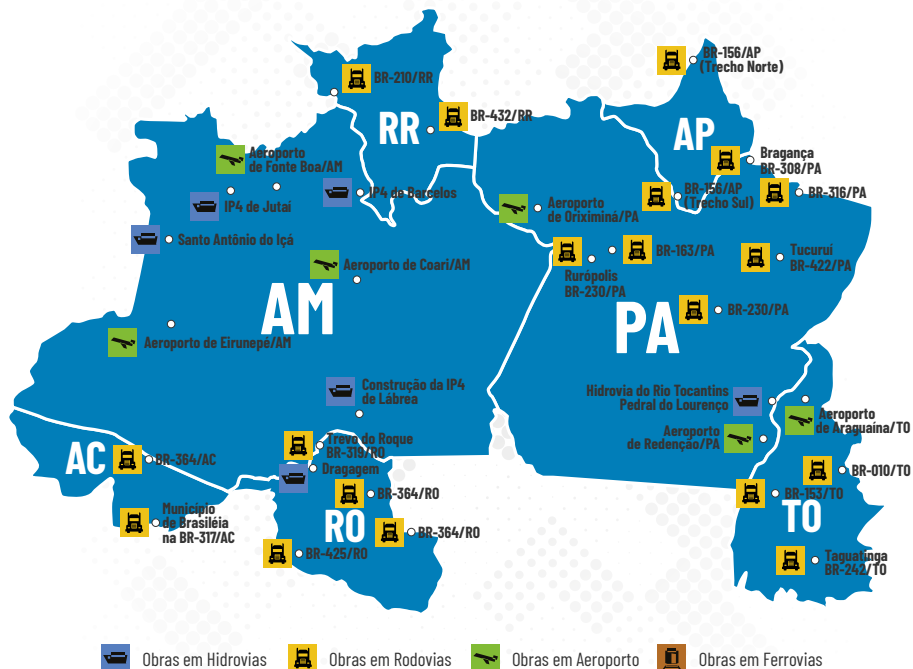 BR-156/AP
(Trecho Norte)
BR-210/RR
BR-432/RR
RR
AP
Aeroporto
de Fonte Boa/AM
Bragança
BR-308/PA
IP4 de Jutaí
IP4 de Barcelos
BR-156/AP
(Trecho Sul)
BR-316/PA
Aeroporto
de Oriximiná/PA
Santo Antônio do Içá
BR-163/PA
Tucuruí
BR-422/PA
Aeroporto de Coari/AM
Rurópolis
BR-230/PA
AM
PA
BR-230/PA
Aeroporto de Eirunepé/AM
Construção da IP4
de Lábrea
Hidrovia do Rio Tocantins
Pedral do Lourenço
Aeroporto
de Araguaína/TO
Aeroporto
de Redenção/PA
Trevo do Roque
BR-319/RO
AC
BR-364/AC
Dragagem
BR-010/TO
BR-364/RO
BR-153/TO
Município
de Brasiléia
na BR-317/AC
RO
TO
BR-364/RO
BR-425/RO
Taguatinga
BR-242/TO
Obras em Hidrovias
Obras em Rodovias
Obras em Aeroporto
Obras em Ferrovias